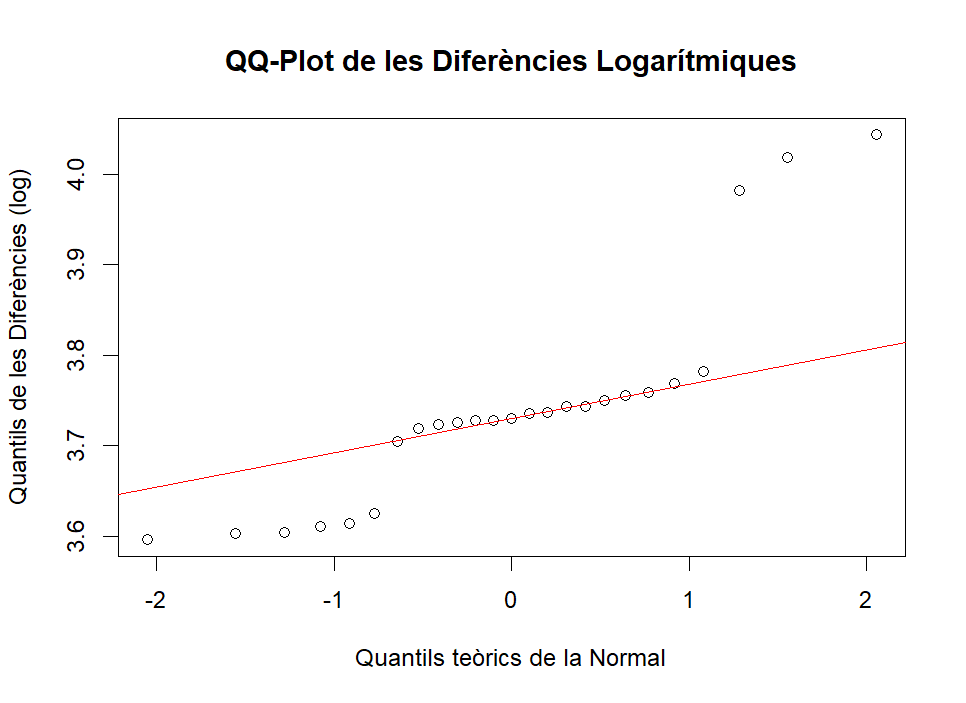 QQ-Plot de les Diferències Logarítmiques
Quantils de les Diferències (log)
4.0
3.9
3.8
3.7
3.6
-2 -1 0 1 2
Quantils teòrics de la Normal